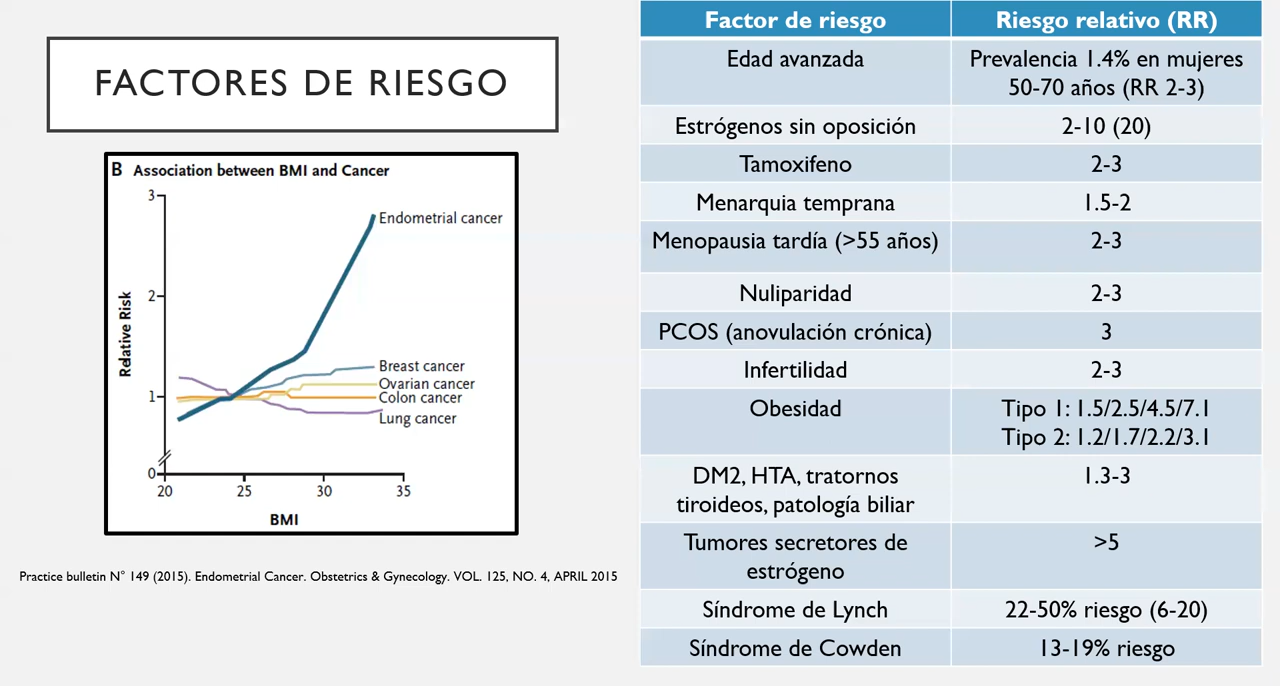 FACTORES DE RIESGO
B Association between BMI and Cancer
3
2
1
0
Relative Risk
Endometrial cancer
Breast cancer
Ovarian cancer
Colon cancer
Lung cancer
20 25 30 35
BMI
Practice bulletin N° 149 (2015). Endometrial Cancer. Obstetrics & Gynecology. VOL. 125, NO. 4, APRIL 2015
Factor de riesgo Riesgo relativo (RR)
Edad avanzada Prevalencia 1.4% en mujeres
50-70 años (RR 2-3)
Estrógenos sin oposición 2-10 (20)
Tamoxifeno 2-3
Menarquia temprana 1.5-2
Menopausia tardía (>55 años) 2-3
Nuliparidad 2-3
PCOS (anovulación crónica) 3
Infertilidad 2-3
Obesidad Tipo 1: 1.5/2.5/4.5/7.1
Tipo 2: 1.2/1.7/2.2/3.1
DM2, HTA, tratornos 1.3-3
tiroideos, patología biliar
Tumores secretores de >5
estrógeno
Síndrome de Lynch 22-50% riesgo (6-20)
Síndrome de Cowden 13-19% riesgo